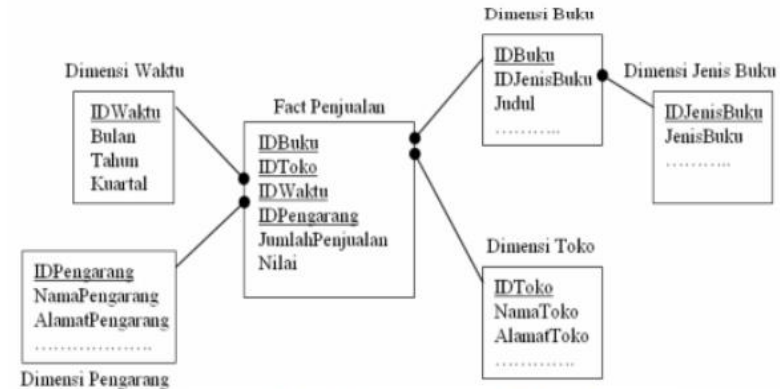 Dimensi Waktu
IDWaktu
Bulan
Tahun
Kuartal
IDPengarang
NamaPengarang
AlamatPengarang
...................
Dimensi Pengarang
Fact Penjualan
IDBuku
IDToko
IDWaktu
IDPengarang
JumlahPenjualan
Nilai
Dimensi Buku
IDBuku
IDJenisBuku
Judul
...........
Dimensi Jenis Buku
IDJenisBuku
JenisBuku
...........
Dimensi Toko
IDToko
NamaToko
AlamatToko
.............